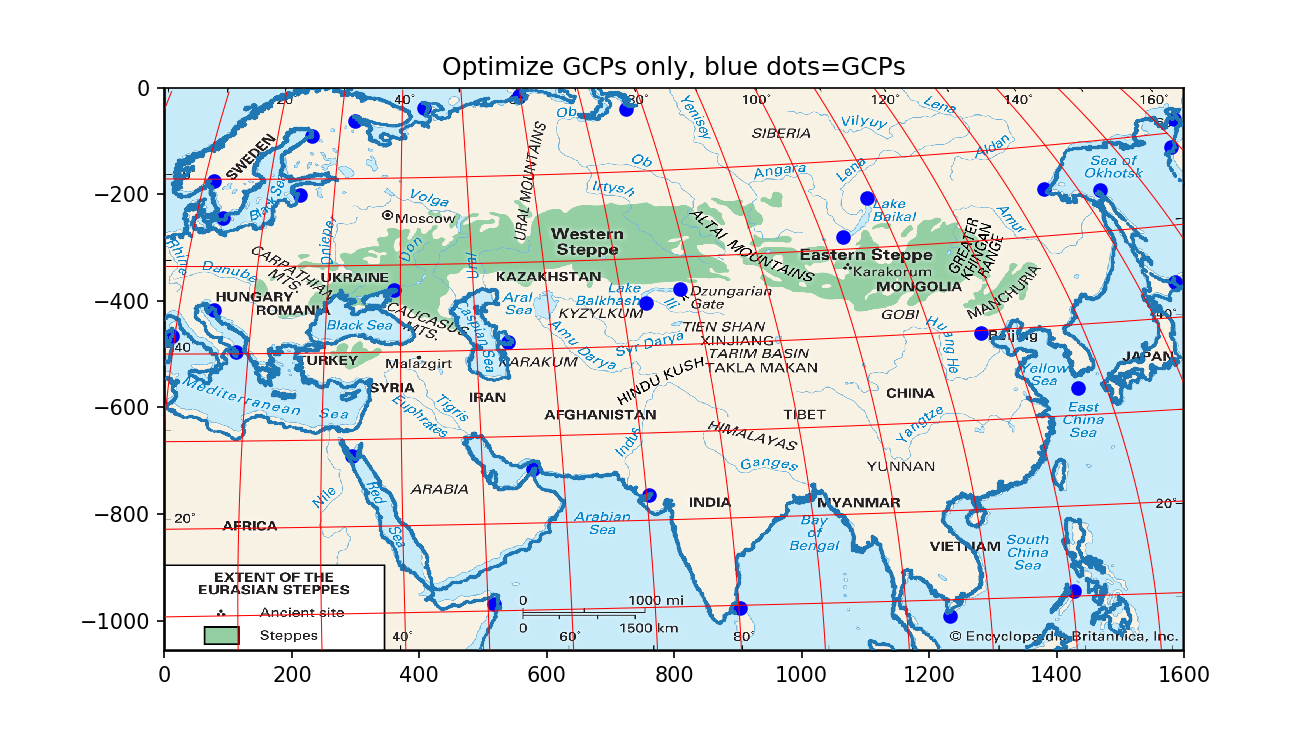 Optimize GCPs only, blue dots=GCPs
0
−200
−400
−600
−800
−1000
0
200
400
600
800
1000
1200
1400
1600
20°
40°
80°
100°
120°
140°
160°
Ob
Yenisey
SIBERIA
Vilyuy
Lena
Aldan
SWEDEN
URAL MOUNTAINS
Ob
Angara
Lena
Sea of
Okhotsk
Irtysh
Volga
Moscow
Lake
Baikal
Amur
Dnieper
Don
Western
Steppe
ALTAI MOUNTAINS
Eastern Steppe
Karakorum
MONGOLIA
GREATER
KHINGAN
RANGE
MANCHURIA
Danube
CARPATHIAN
MTS.
UKRAINE
KAZAKHSTAN
HUNGARY
ROMANIA
Aral
Sea
Lake
Balkhash
Ili
Dzungarian
Gate
KYZYLKUM
GOBI
Black Sea
CAUCASUS
MTS.
Caspian Sea
Amu Darya
Syr Darya
TIEN SHAN
XINJIANG
TARIM BASIN
TAKLA MAKAN
Huang He
Beijing
40°
JAPAN
40
TURKEY
Malazgirt
KARAKUM
Yellow
Sea
Mediterranean Sea
SYRIA
IRAN
HINDU KUSH
CHINA
Euphrates
Tigris
AFGHANISTAN
TIBET
Yangtze
East
China
Sea
Indus
HIMALAYAS
Ganges
YUNNAN
Nile
Red
Sea
ARABIA
INDIA
MYANMAR
20°
20°
AFRICA
Arabian
Sea
Bay
of
Bengal
VIETNAM
South
China
Sea
EXTENT OF THE
EURASIAN STEPPES
Ancient site
Steppes
0
1000 mi
0
1500 km
40°
60°
80°
© Encyclopædia Britannica, Inc.